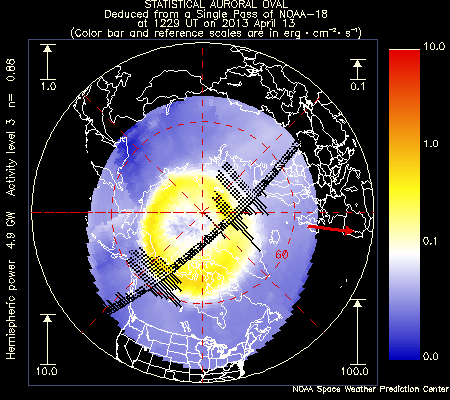 STATISTICAL AURORAL OVAL
Deduced from a Single Pass of NOAA-18
at 1229 UT on 2013 April 13
(Color bar and reference scales are in erg · cm⁻² · s⁻¹)
Hemispheric power 4.9 GW Activity level 3 n= 0.88
1.0
0.1
10.0
100.0
60
10.0
1.0
0.1
0.0
NOAA Space Weather Prediction Center